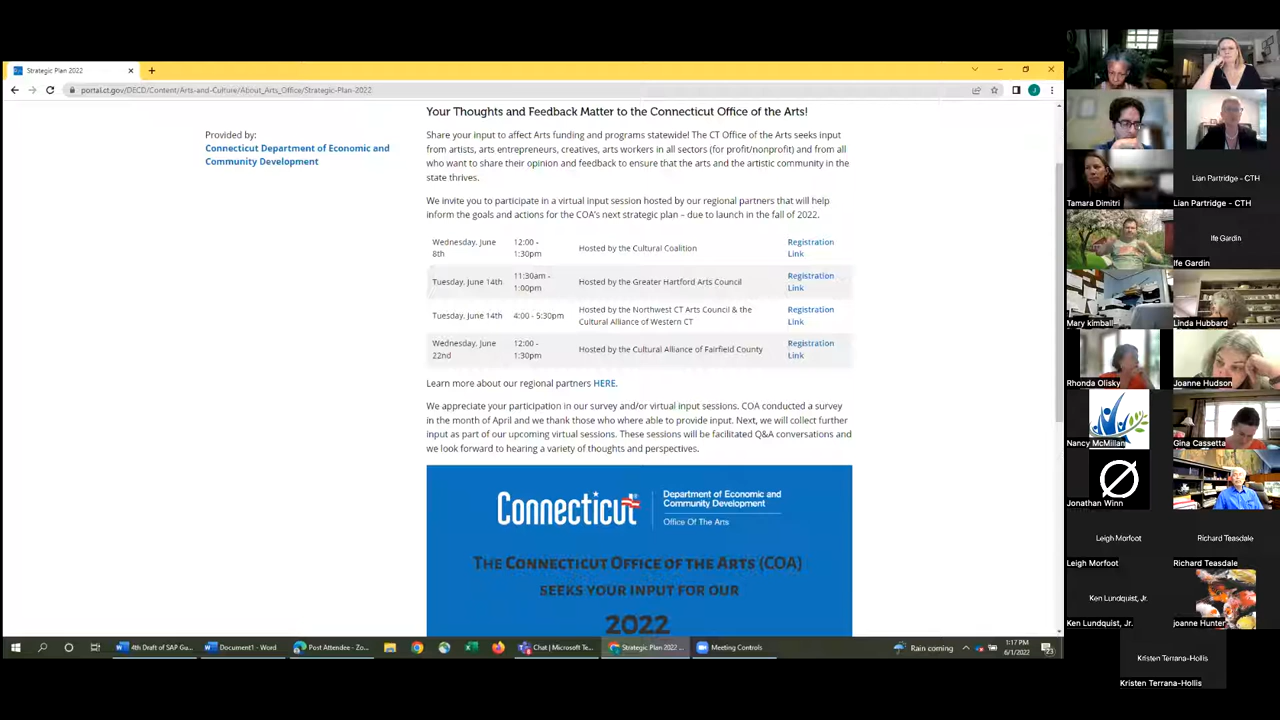 Strategic Plan 2022
portal.ct.gov/DECD/Content/Arts-and-Culture/About_Arts_Office/Strategic-Plan-2022
J
Provided by:
Connecticut Department of Economic and
Community Development
Your Thoughts and Feedback Matter to the Connecticut Office of the Arts!
Share your input to affect Arts funding and programs statewide! The CT Office of the Arts seeks input
from artists, arts entrepreneurs, creatives, arts workers in all sectors (for profit/nonprofit) and from all
who want to share their opinion and feedback to ensure that the arts and the artistic community in the
state thrives.
We invite you to participate in a virtual input session hosted by our regional partners that will help
inform the goals and actions for the COA's next strategic plan – due to launch in the fall of 2022.
Wednesday, June
8th
12:00 -
1:30pm
Hosted by the Cultural Coalition
Registration
Link
Tuesday, June 14th
11:30am -
1:00pm
Hosted by the Greater Hartford Arts Council
Registration
Link
Tuesday, June 14th
4:00 - 5:30pm
Hosted by the Northwest CT Arts Council & the
Cultural Alliance of Western CT
Registration
Link
Wednesday, June
22nd
12:00 -
1:30pm
Hosted by the Cultural Alliance of Fairfield County
Registration
Link
Learn more about our regional partners HERE.
We appreciate your participation in our survey and/or virtual input sessions. COA conducted a survey
in the month of April and we thank those who where able to provide input. Next, we will collect further
input as part of our upcoming virtual sessions. These sessions will be facilitated Q&A conversations and
we look forward to hearing a variety of thoughts and perspectives.
Connecticut
Department of Economic and
Community Development
Office Of The Arts
THE CONNECTICUT OFFICE OF THE ARTS (COA)
SEEKS YOUR INPUT FOR OUR
2022
4th Draft of SAP Gu...
Document1 - Word
Post Attendee - Zo...
Chat | Microsoft Te...
Strategic Plan 2022 ...
Meeting Controls
Rain coming
1:17 PM
6/1/2022
23
Lian Partridge - CTH
Tamara Dimitri
Lian Partridge - CTH
Ife Gardin
Ife Gardin
Mary kimball
Linda Hubbard
Rhonda Olisky
Joanne Hudson
Nancy McMillan
Gina Cassetta
Jonathan Winn
Leigh Morfoot
Richard Teasdale
Leigh Morfoot
Richard Teasdale
Ken Lundquist, Jr.
Ken Lundquist, Jr.
joanne Hunter
Kristen Terrana-Hollis
Kristen Terrana-Hollis